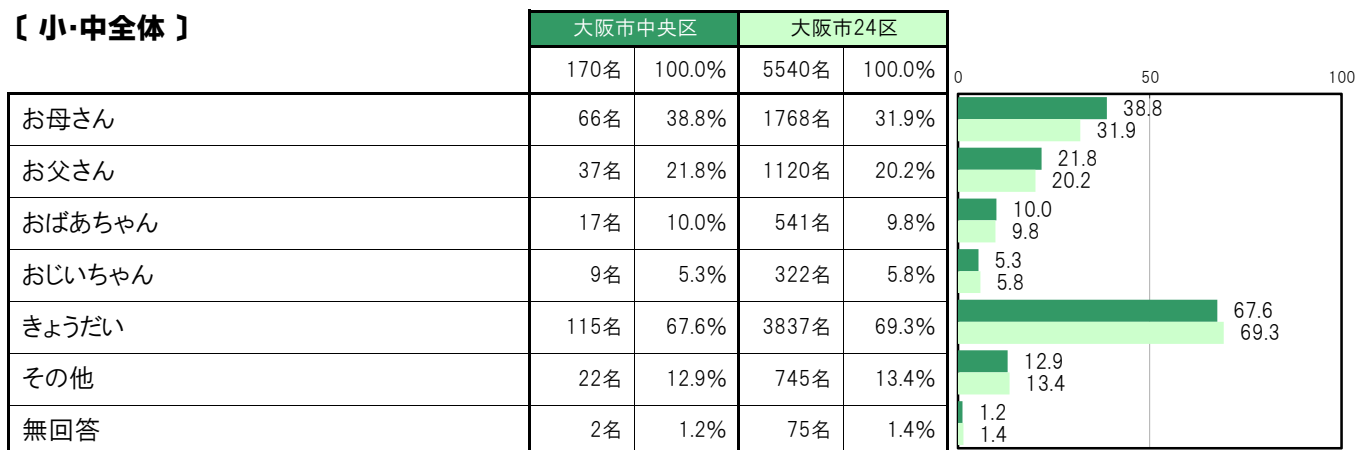 〔 小・中全体 〕
大阪市中央区 大阪市24区
170名 100.0% 5540名 100.0%
0 50 100
お母さん 66名 38.8% 1768名 31.9%
38.8
31.9
お父さん 37名 21.8% 1120名 20.2%
21.8
20.2
おばあちゃん 17名 10.0% 541名 9.8%
10.0
9.8
おじいちゃん 9名 5.3% 322名 5.8%
5.3
5.8
きょうだい 115名 67.6% 3837名 69.3%
67.6
69.3
その他 22名 12.9% 745名 13.4%
12.9
13.4
無回答 2名 1.2% 75名 1.4%
1.2
1.4